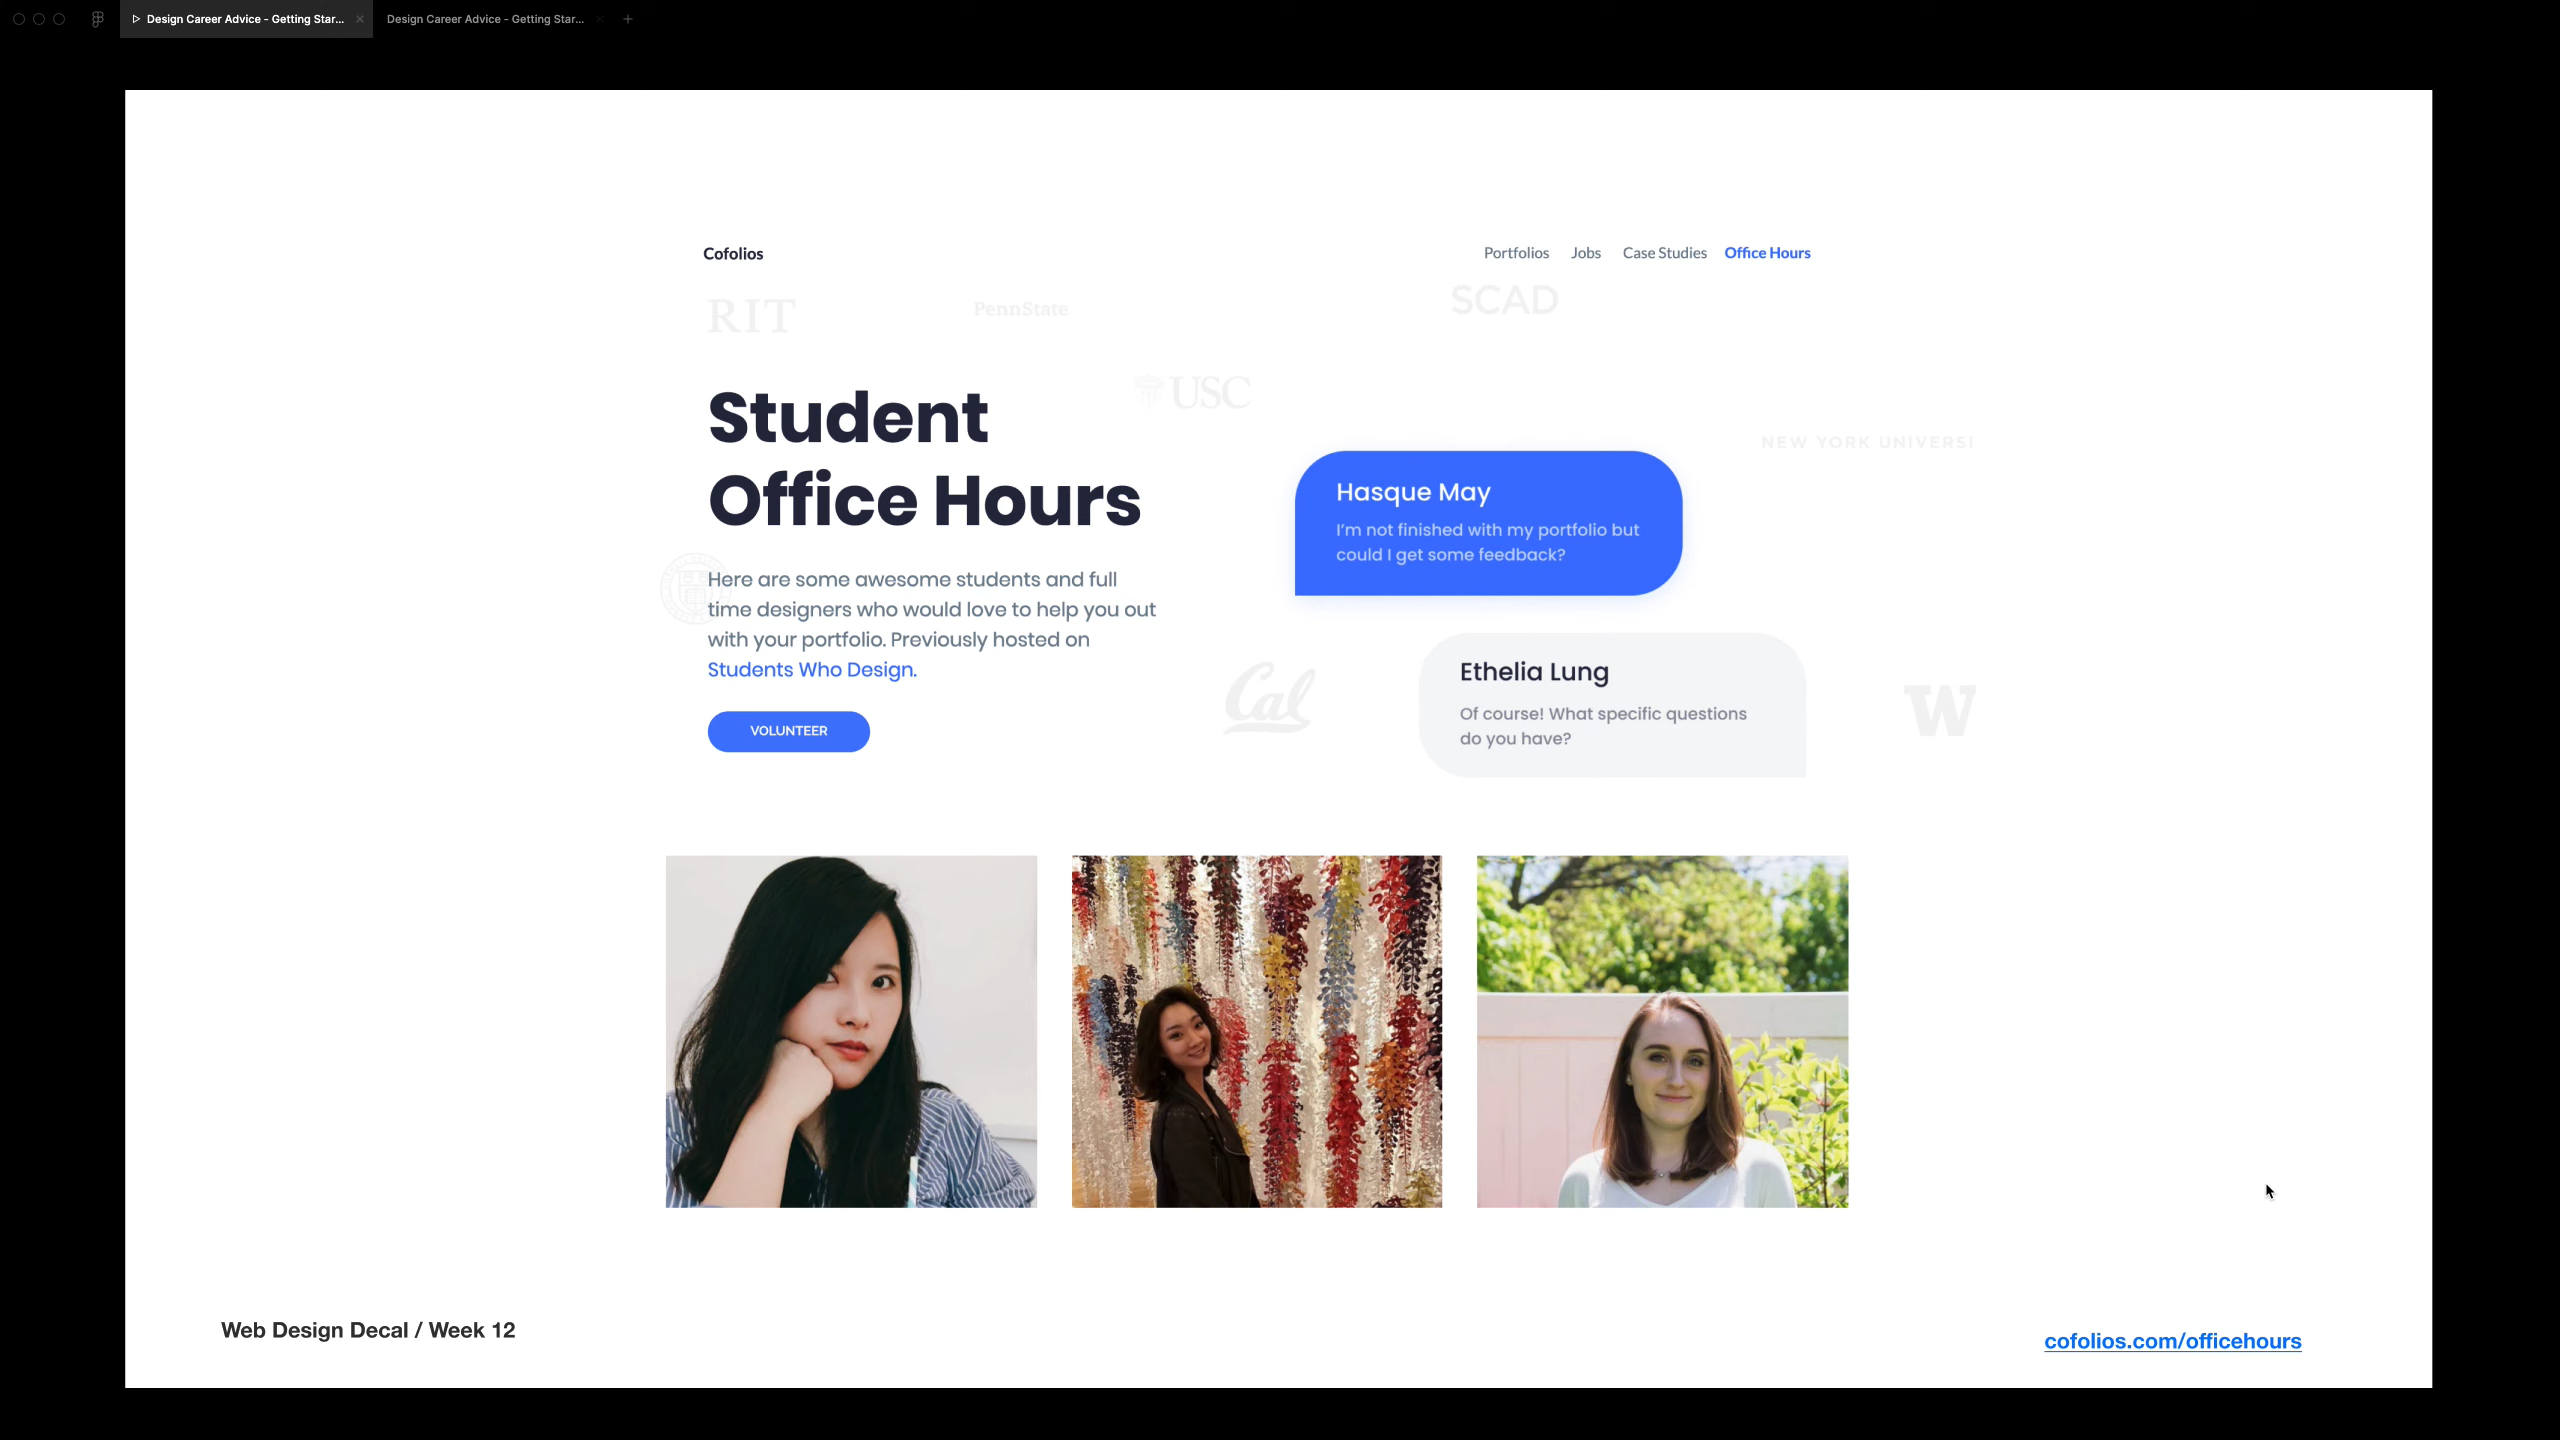 Design Career Advice - Getting Star...
Design Career Advice - Getting Star...
Cofolios
Portfolios
Jobs
Case Studies
Office Hours
RIT
PennState
SCAD
USC
Student
Office Hours
NEW YORK UNIVERSI
Hasque May
I'm not finished with my portfolio but
could I get some feedback?
Here are some awesome students and full
time designers who would love to help you out
with your portfolio. Previously hosted on
Students Who Design.
Cal
Ethelia Lung
Of course! What specific questions
do you have?
W
VOLUNTEER
Web Design Decal / Week 12
cofolios.com/officehours